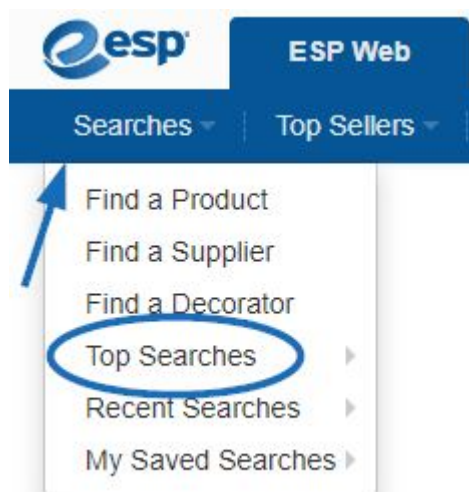 esp
ESP Web
Searches
Top Sellers
Find a Product
Find a Supplier
Find a Decorator
Top Searches
Recent Searches
My Saved Searches